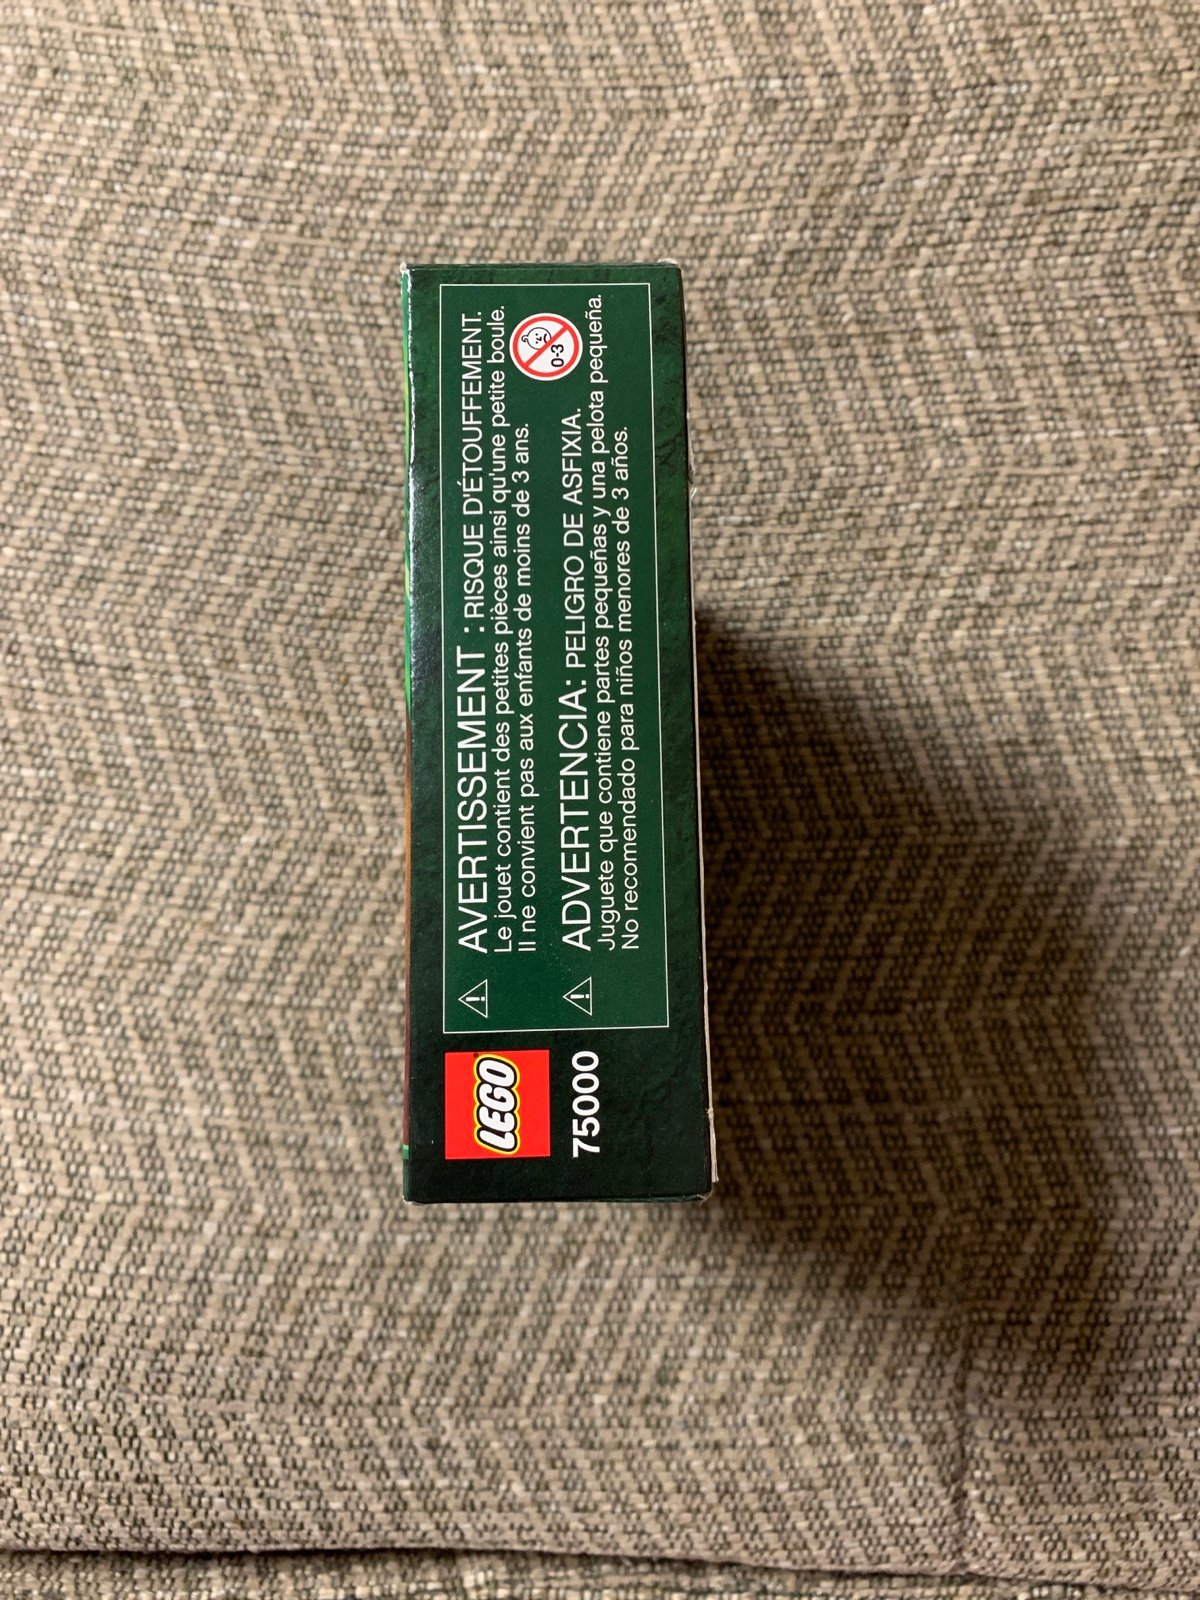 LEGO
75000
AVERTISSEMENT : RISQUE D'ÉTOUFFEMENT.
Le jouet contient des petites pièces ainsi qu'une petite boule.
Il ne convient pas aux enfants de moins de 3 ans.
ADVERTENCIA: PELIGRO DE ASFIXIA.
Juguete que contiene partes pequeñas y una pelota pequeña.
No recomendado para niños menores de 3 años.
0-3